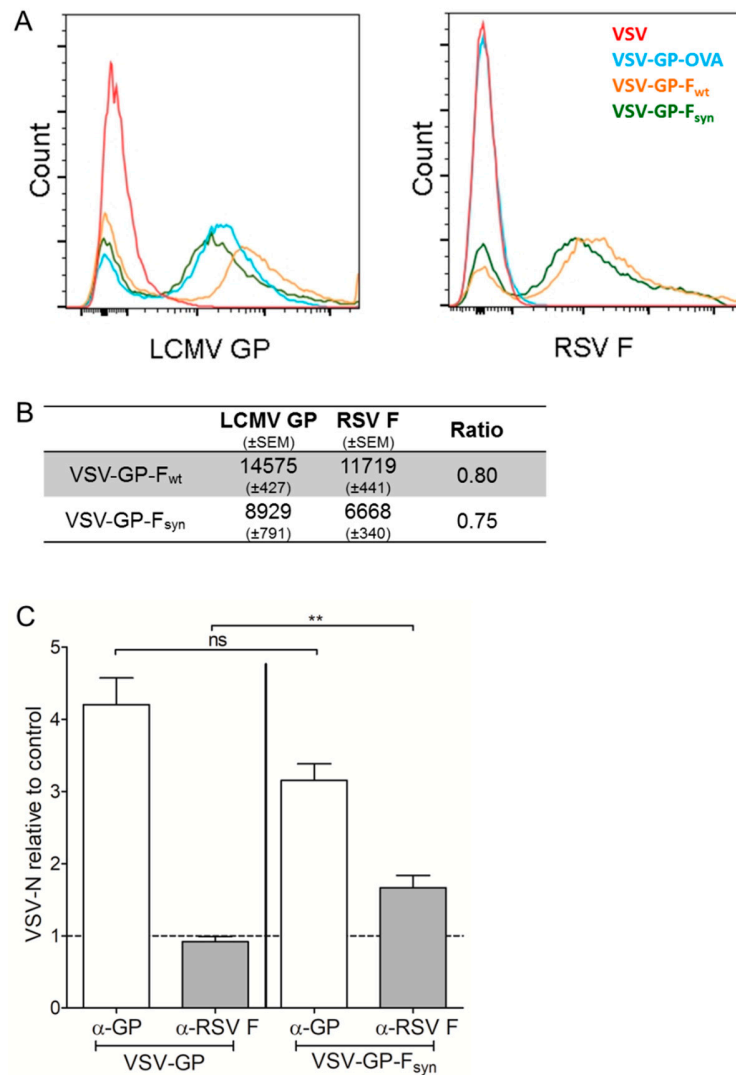 A
Count
LCMV GP
Count
RSV F
VSV
VSV-GP-OVA
VSV-GP-Fwt
VSV-GP-Fsyn
B
LCMV GP RSV F Ratio
(±SEM) (±SEM)
VSV-GP-Fwt 14575 11719 0.80
(±427) (±441)
VSV-GP-Fsyn 8929 6668 0.75
(±791) (±340)
C
**
ns
VSV-N relative to control
5
4
3
2
1
0
α-GP α-RSV F α-GP α-RSV F
VSV-GP VSV-GP-Fsyn